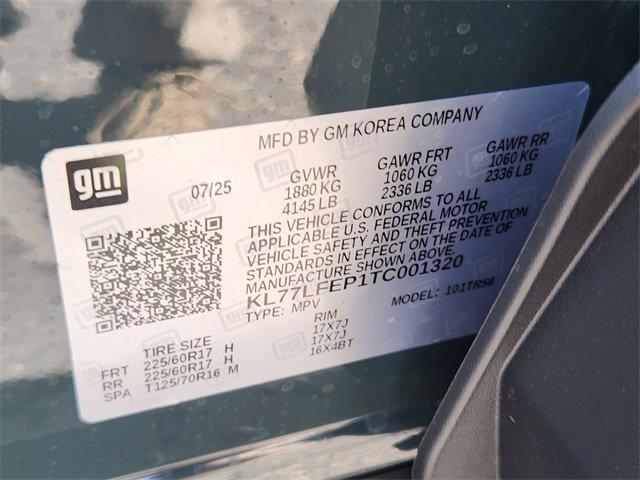 MFD BY GM KOREA COMPANY
gm
07/25
GVWR
1880 KG
4145 LB
GAWR FRT
1060 KG
2336 LB
GAWR RR
1060 KG
2336 LB
THIS VEHICLE CONFORMS TO ALL
APPLICABLE U.S. FEDERAL MOTOR
VEHICLE SAFETY AND THEFT PREVENTION
STANDARDS IN EFFECT ON THE DATE OF
MANUFACTURE SHOWN ABOVE.
KL77LFEP1TC001320
TYPE: MPV
MODEL: 101TR58
TIRE SIZE
RIM
FRT 225/60R17 H 17X7J
RR 225/60R17 H 17X7J
SPA T125/70R16 M 16X4BT